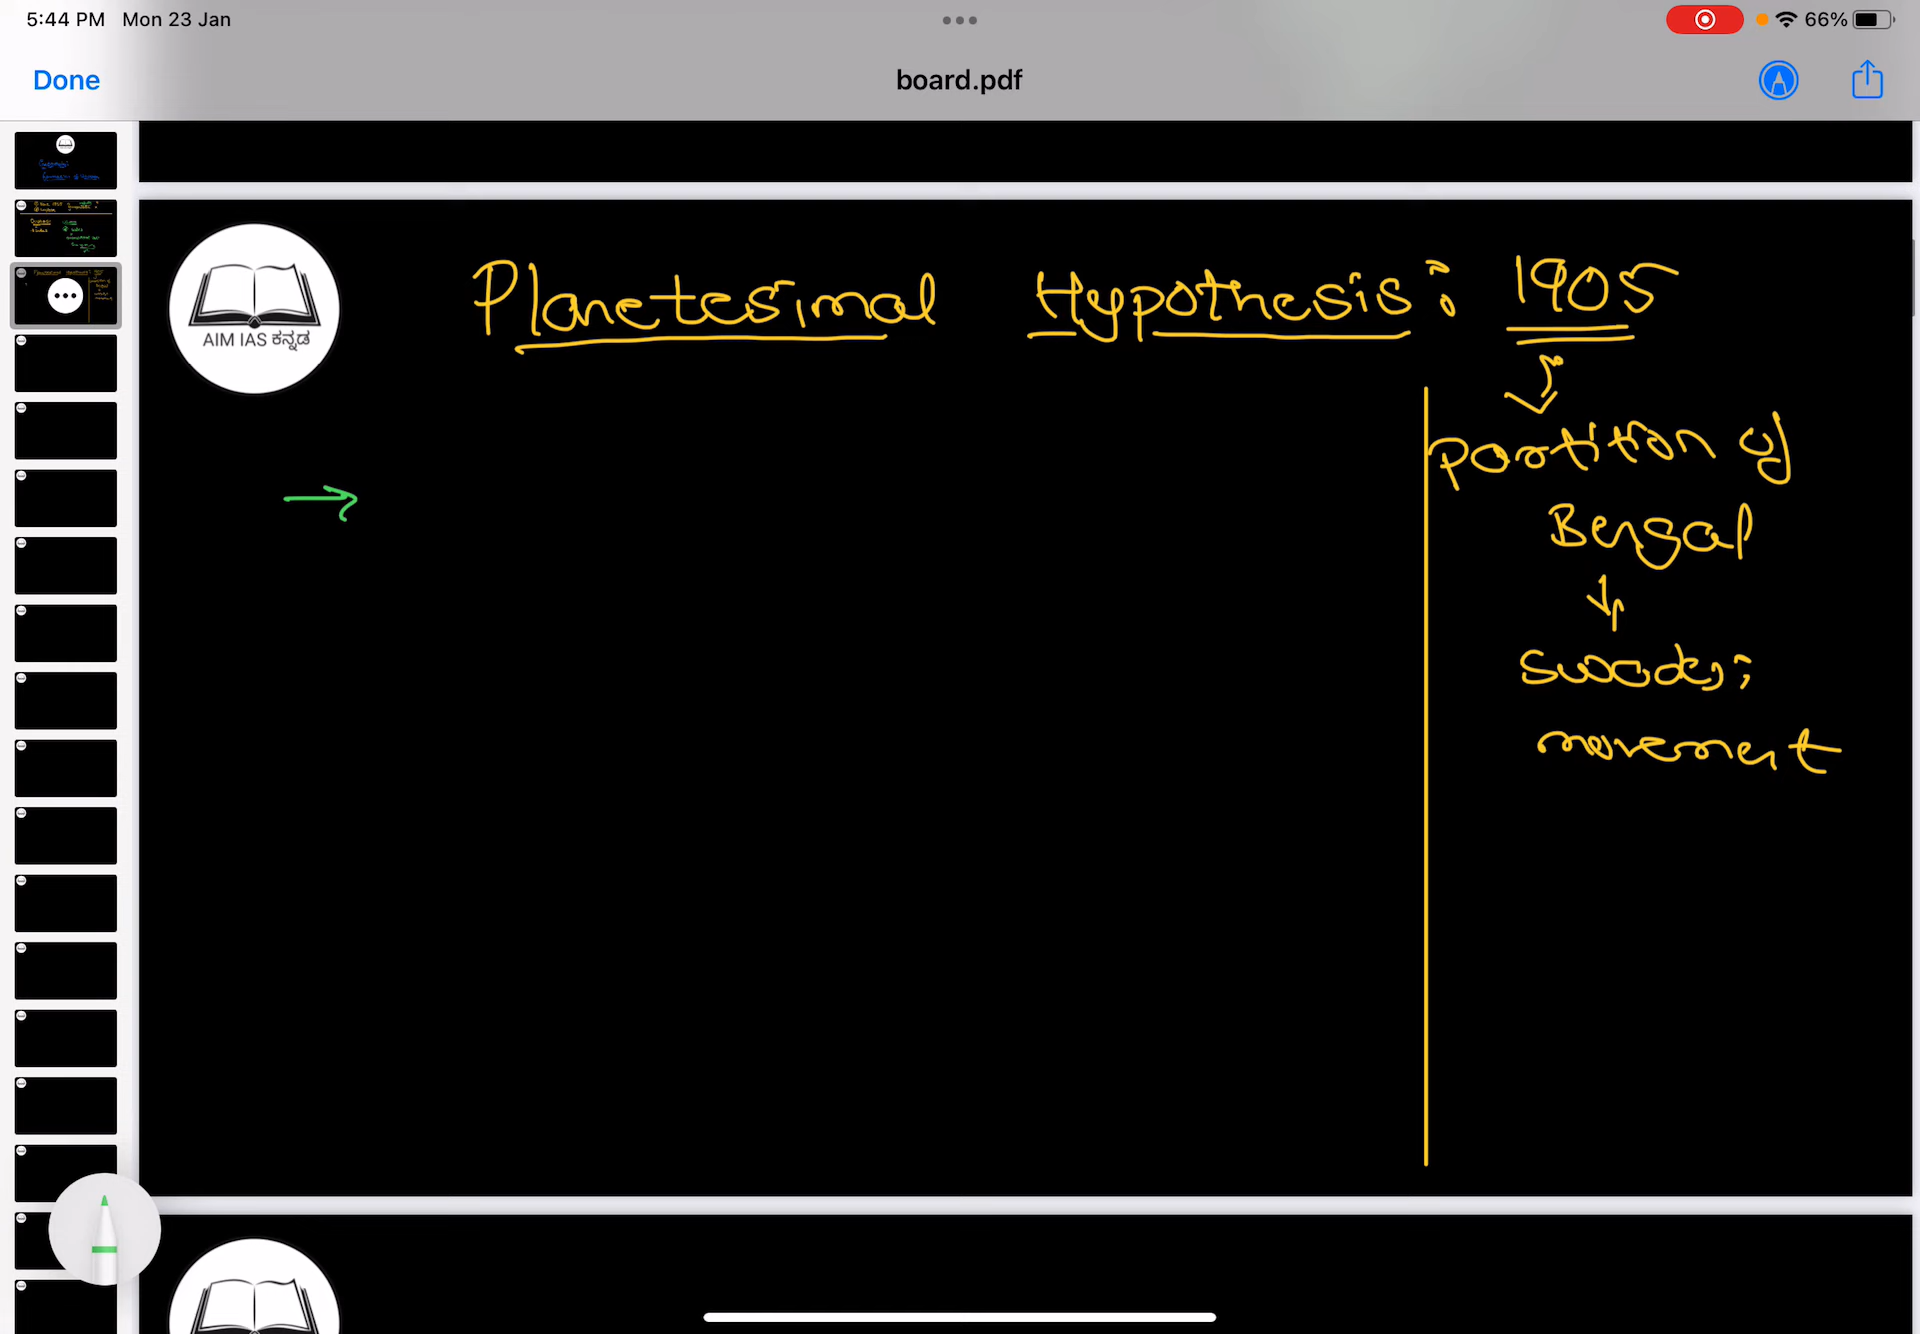 5:44 PM Mon 23 Jan
66%
Done
board.pdf
AIM IAS ಕನ್ನಡ
Planetesimal Hypothesis: 1905
Partition of
Bengal
Swadesi
movement